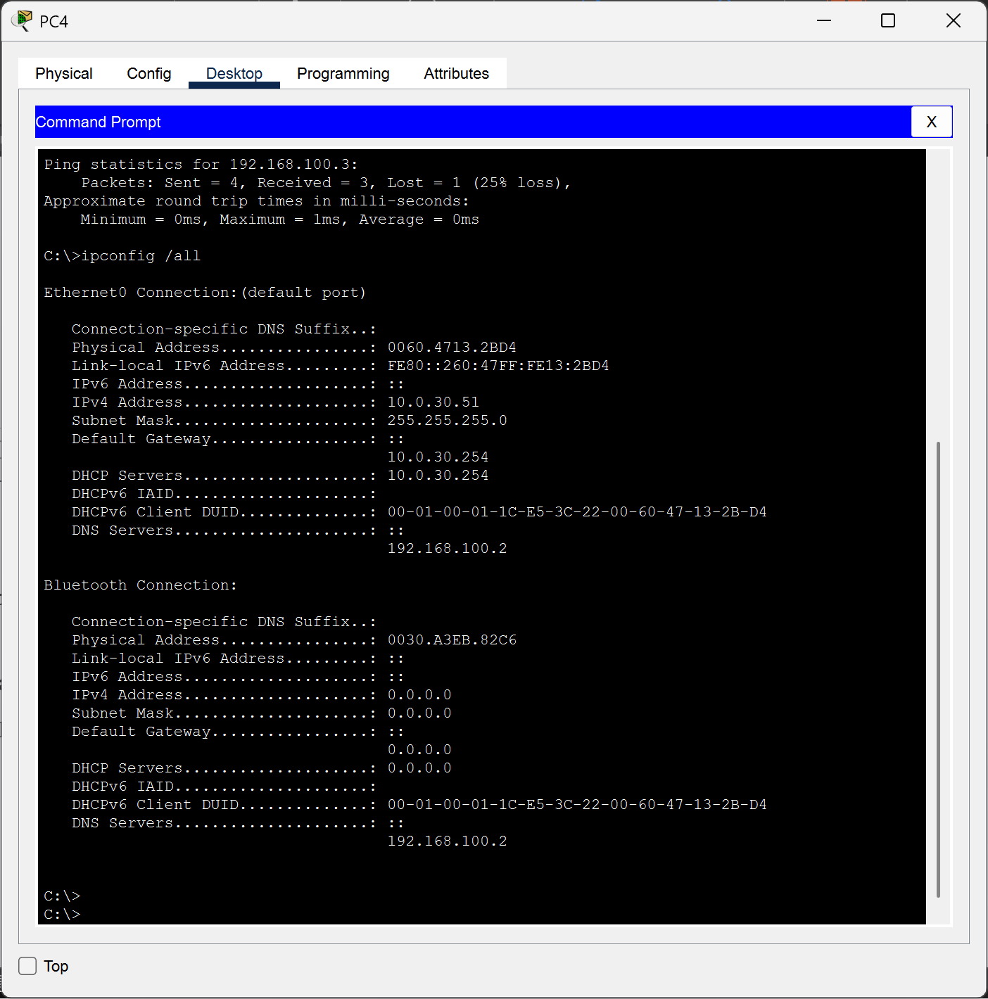 PC4
Physical Config Desktop Programming Attributes
Command Prompt X
Ping statistics for 192.168.100.3:
    Packets: Sent = 4, Received = 3, Lost = 1 (25% loss),
Approximate round trip times in milli-seconds:
    Minimum = 0ms, Maximum = 1ms, Average = 0ms
C:\>ipconfig /all
Ethernet0 Connection:(default port)
   Connection-specific DNS Suffix..:
   Physical Address................: 0060.4713.2BD4
   Link-local IPv6 Address.........: FE80::260:47FF:FE13:2BD4
   IPv6 Address....................: ::
   IPv4 Address....................: 10.0.30.51
   Subnet Mask.....................: 255.255.255.0
   Default Gateway.................: ::
                                     10.0.30.254
   DHCP Servers....................: 10.0.30.254
   DHCPv6 IAID.....................:
   DHCPv6 Client DUID..............: 00-01-00-01-1C-E5-3C-22-00-60-47-13-2B-D4
   DNS Servers.....................: ::
                                     192.168.100.2
Bluetooth Connection:
   Connection-specific DNS Suffix..:
   Physical Address................: 0030.A3EB.82C6
   Link-local IPv6 Address.........: ::
   IPv6 Address....................: ::
   IPv4 Address....................: 0.0.0.0
   Subnet Mask.....................: 0.0.0.0
   Default Gateway.................: ::
                                     0.0.0.0
   DHCP Servers....................: 0.0.0.0
   DHCPv6 IAID.....................:
   DHCPv6 Client DUID..............: 00-01-00-01-1C-E5-3C-22-00-60-47-13-2B-D4
   DNS Servers.....................: ::
                                     192.168.100.2
C:\>
C:\>
Top